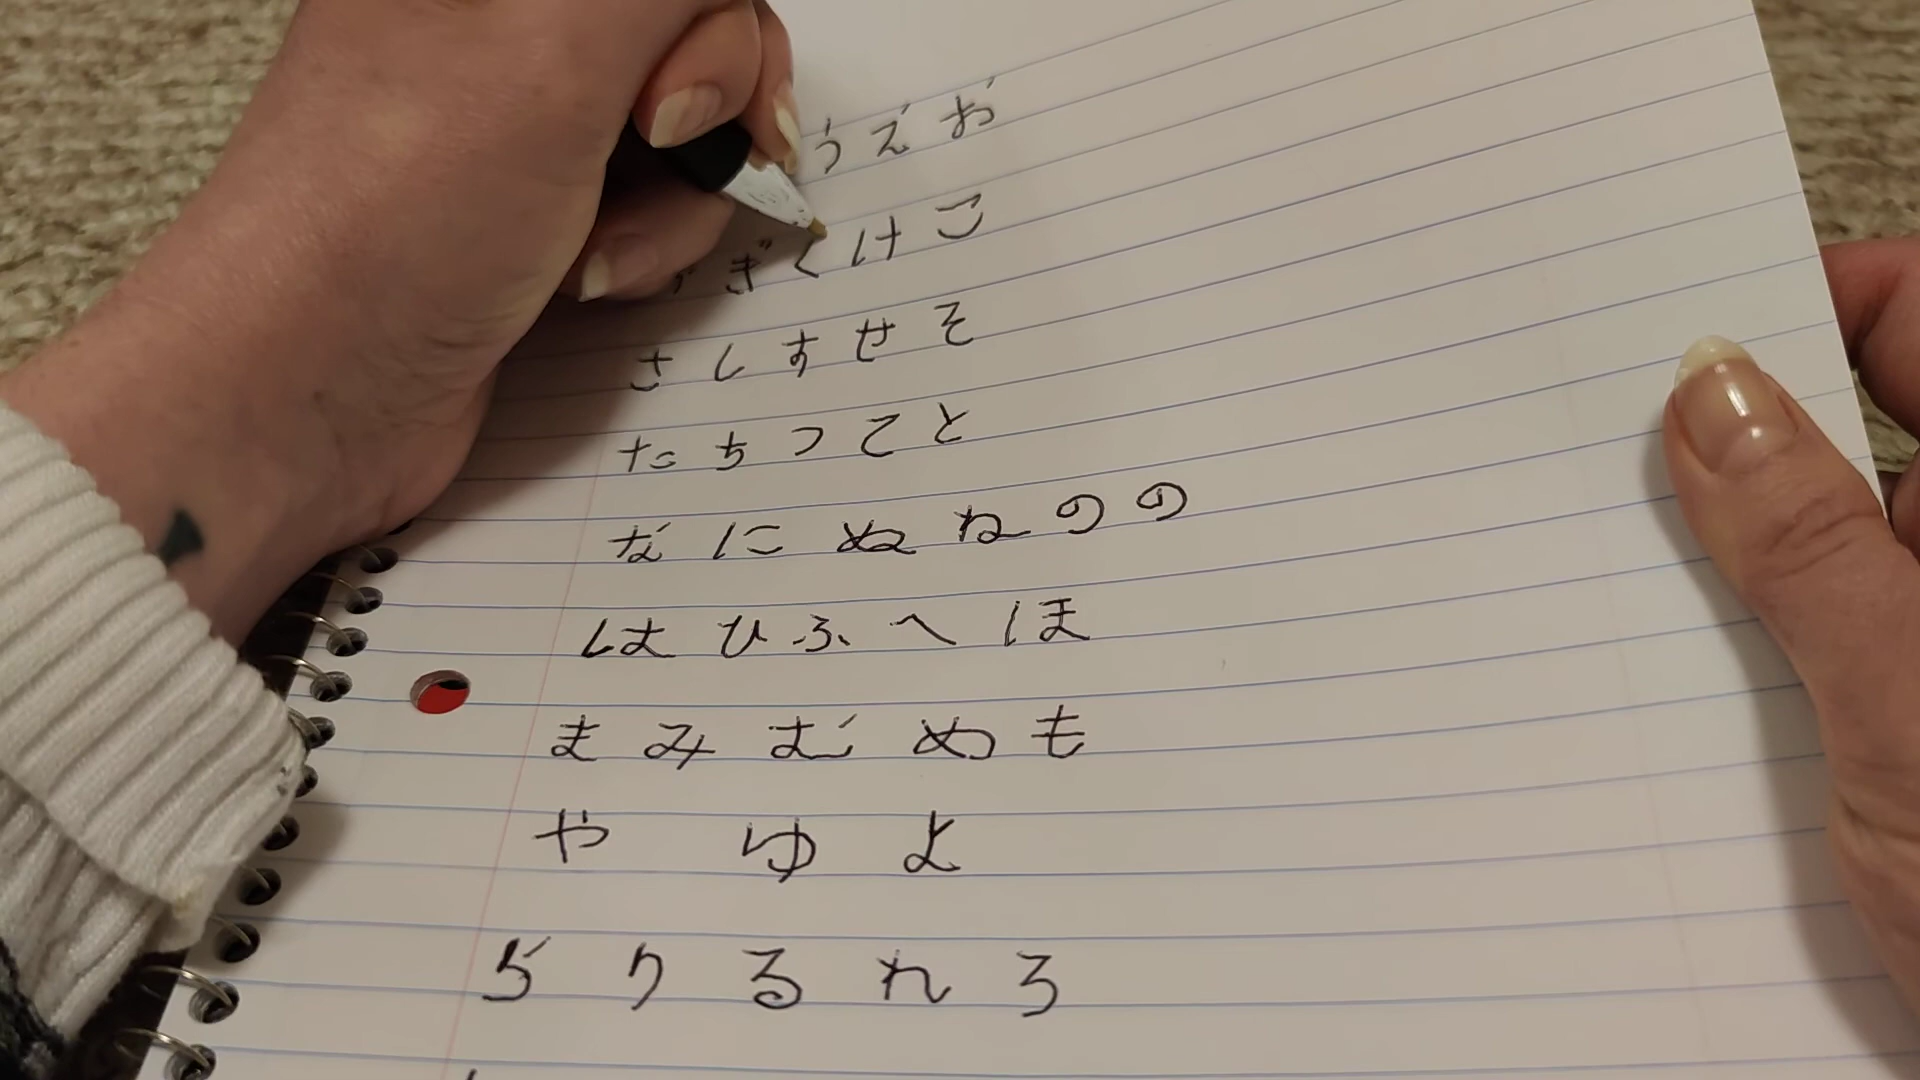 う え お
ぎ く け こ
さ し す せ そ
た ち つ て と
な に ぬ ね の の
は ひ ふ へ ほ
ま み む め も
や ゆ よ
ら り る れ ろ